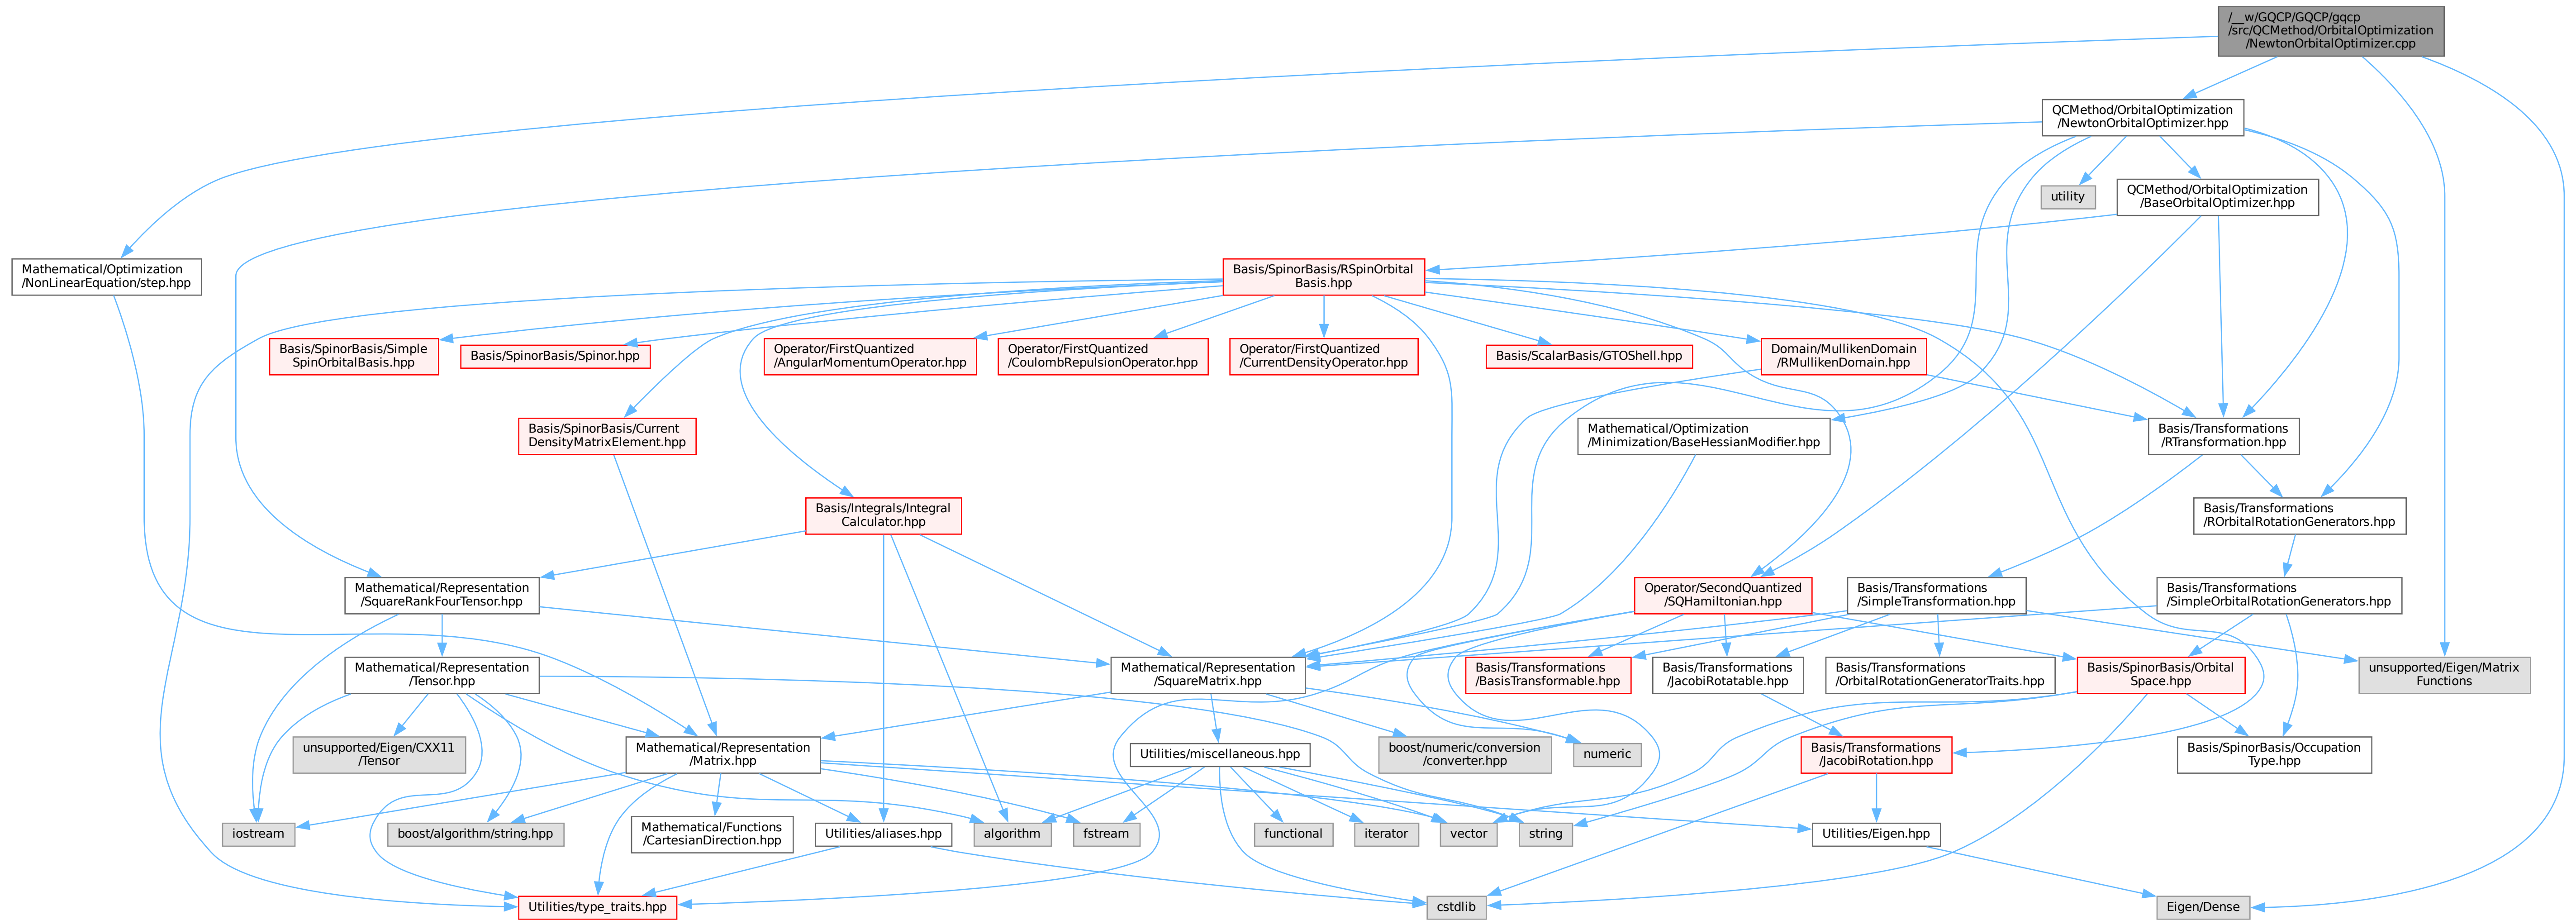 /__w/GQCP/GQCP/gqcp
/src/QCMethod/OrbitalOptimization
/NewtonOrbitalOptimizer.cpp
QCMethod/OrbitalOptimization
/NewtonOrbitalOptimizer.hpp
utility
QCMethod/OrbitalOptimization
/BaseOrbitalOptimizer.hpp
Mathematical/Optimization
/NonLinearEquation/step.hpp
Basis/SpinorBasis/RSpinOrbital
Basis.hpp
Basis/SpinorBasis/Simple
SpinOrbitalBasis.hpp
Basis/SpinorBasis/Spinor.hpp
Operator/FirstQuantized
/AngularMomentumOperator.hpp
Operator/FirstQuantized
/CoulombRepulsionOperator.hpp
Operator/FirstQuantized
/CurrentDensityOperator.hpp
Basis/ScalarBasis/GTOShell.hpp
Domain/MullikenDomain
/RMullikenDomain.hpp
Basis/SpinorBasis/Current
DensityMatrixElement.hpp
Mathematical/Optimization
/Minimization/BaseHessianModifier.hpp
Basis/Transformations
/RTransformation.hpp
Basis/Integrals/Integral
Calculator.hpp
Basis/Transformations
/ROrbitalRotationGenerators.hpp
Mathematical/Representation
/SquareRankFourTensor.hpp
Operator/SecondQuantized
/SQHamiltonian.hpp
Basis/Transformations
/SimpleTransformation.hpp
Basis/Transformations
/SimpleOrbitalRotationGenerators.hpp
Mathematical/Representation
/Tensor.hpp
Mathematical/Representation
/SquareMatrix.hpp
Basis/Transformations
/BasisTransformable.hpp
Basis/Transformations
/JacobiRotatable.hpp
Basis/Transformations
/OrbitalRotationGeneratorTraits.hpp
Basis/SpinorBasis/Orbital
Space.hpp
unsupported/Eigen/Matrix
Functions
unsupported/Eigen/CXX11
/Tensor
Mathematical/Representation
/Matrix.hpp
Utilities/miscellaneous.hpp
boost/numeric/conversion
/converter.hpp
numeric
Basis/Transformations
/JacobiRotation.hpp
Basis/SpinorBasis/Occupation
Type.hpp
iostream
boost/algorithm/string.hpp
Mathematical/Functions
/CartesianDirection.hpp
Utilities/aliases.hpp
algorithm
fstream
functional
iterator
vector
string
Utilities/Eigen.hpp
Utilities/type_traits.hpp
cstdlib
Eigen/Dense